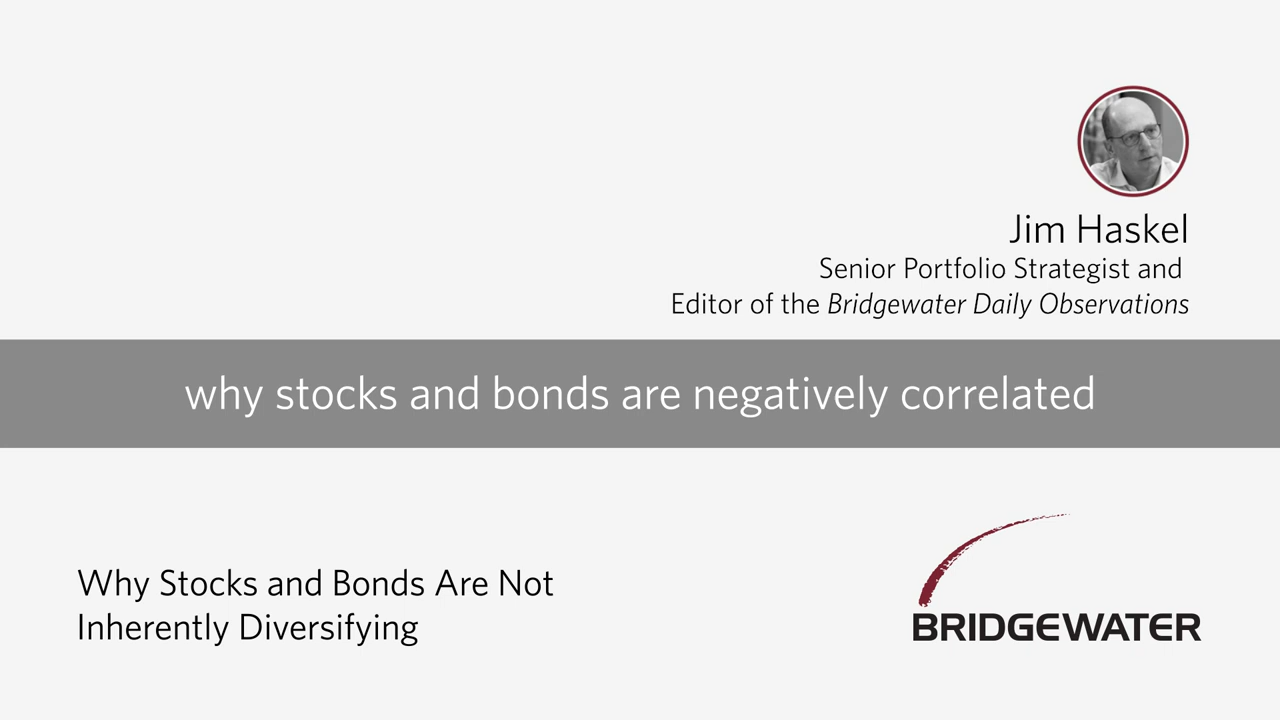 Jim Haskel
Senior Portfolio Strategist and
Editor of the Bridgewater Daily Observations
why stocks and bonds are negatively correlated
Why Stocks and Bonds Are Not
Inherently Diversifying
BRIDGEWATER